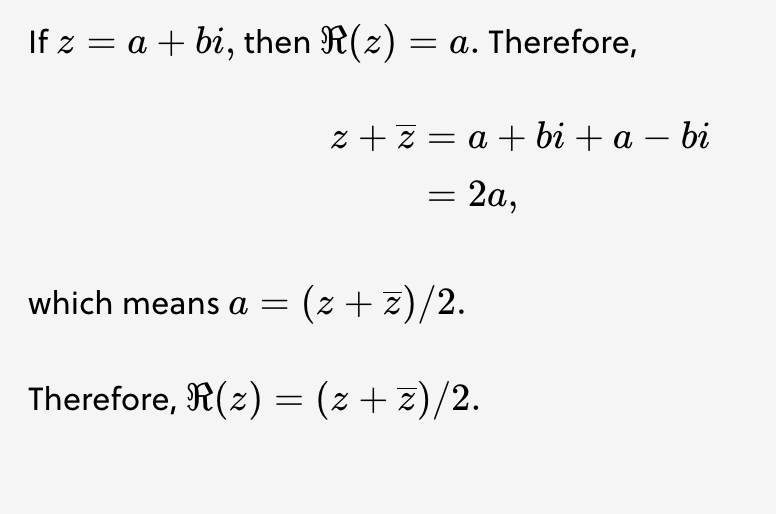 If z = a + bi, then ℜ(z) = a. Therefore,
z + z̅ = a + bi + a − bi
= 2a,
which means a = (z + z̅)/2.
Therefore, ℜ(z) = (z + z̅)/2.